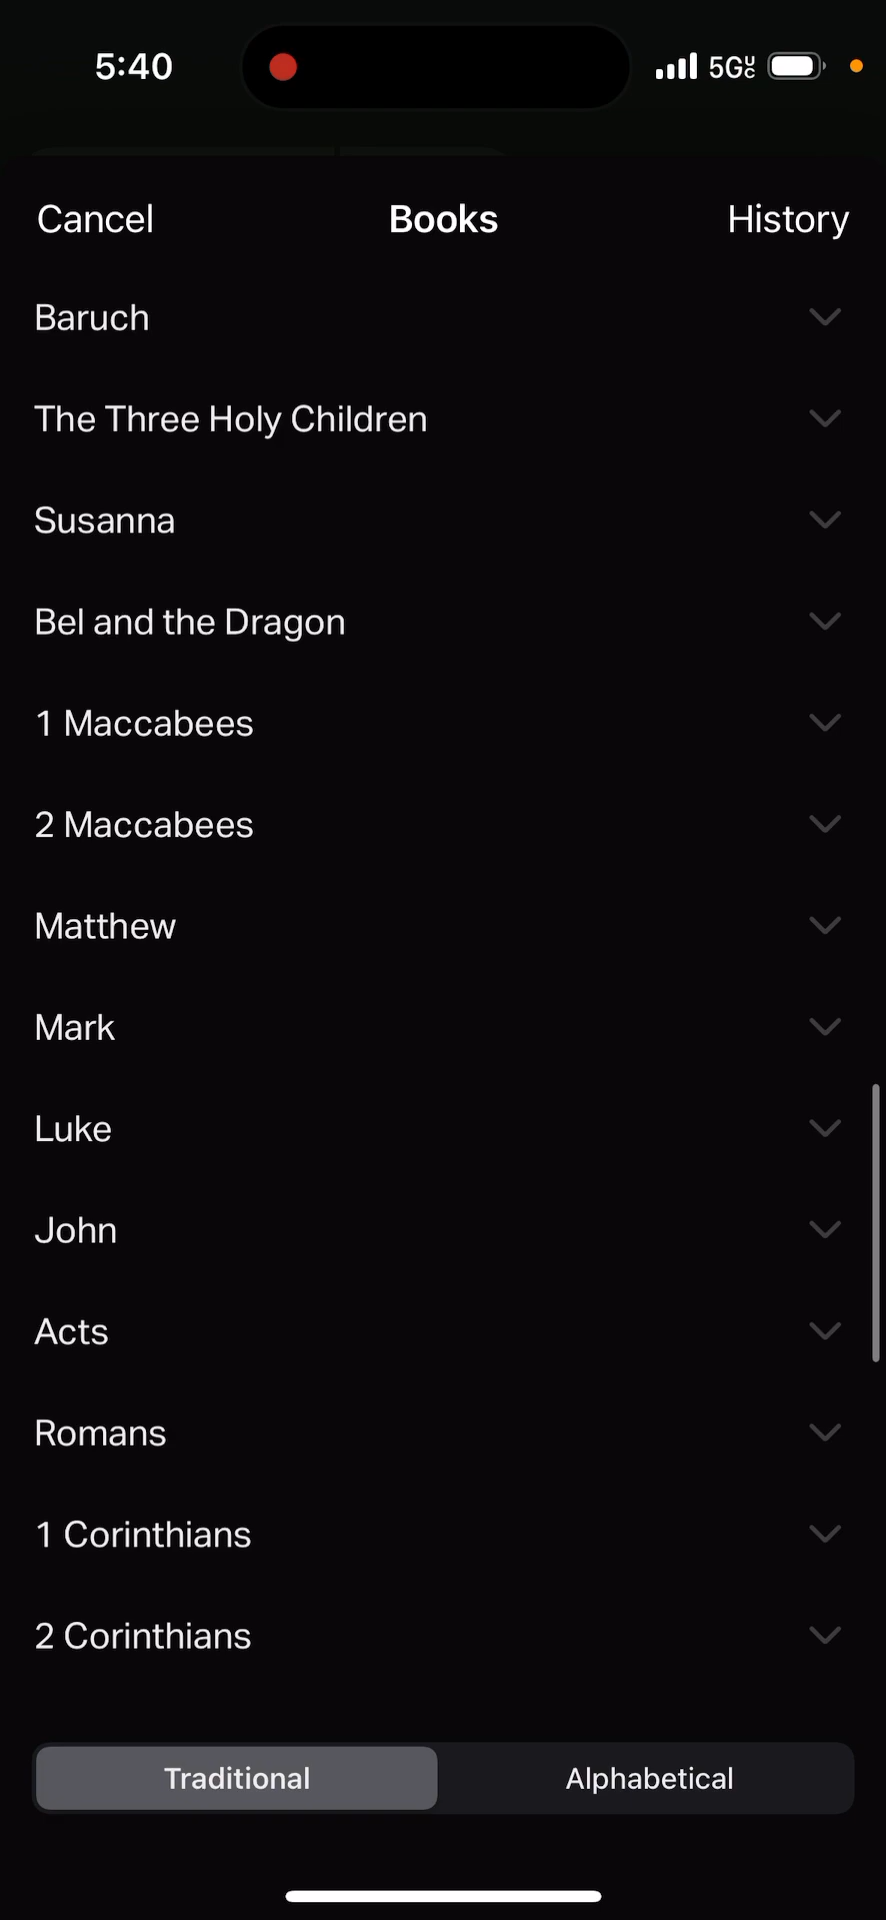 5:40
5Gᵁ꜀
Cancel
Books
History
Baruch
The Three Holy Children
Susanna
Bel and the Dragon
1 Maccabees
2 Maccabees
Matthew
Mark
Luke
John
Acts
Romans
1 Corinthians
2 Corinthians
Traditional
Alphabetical